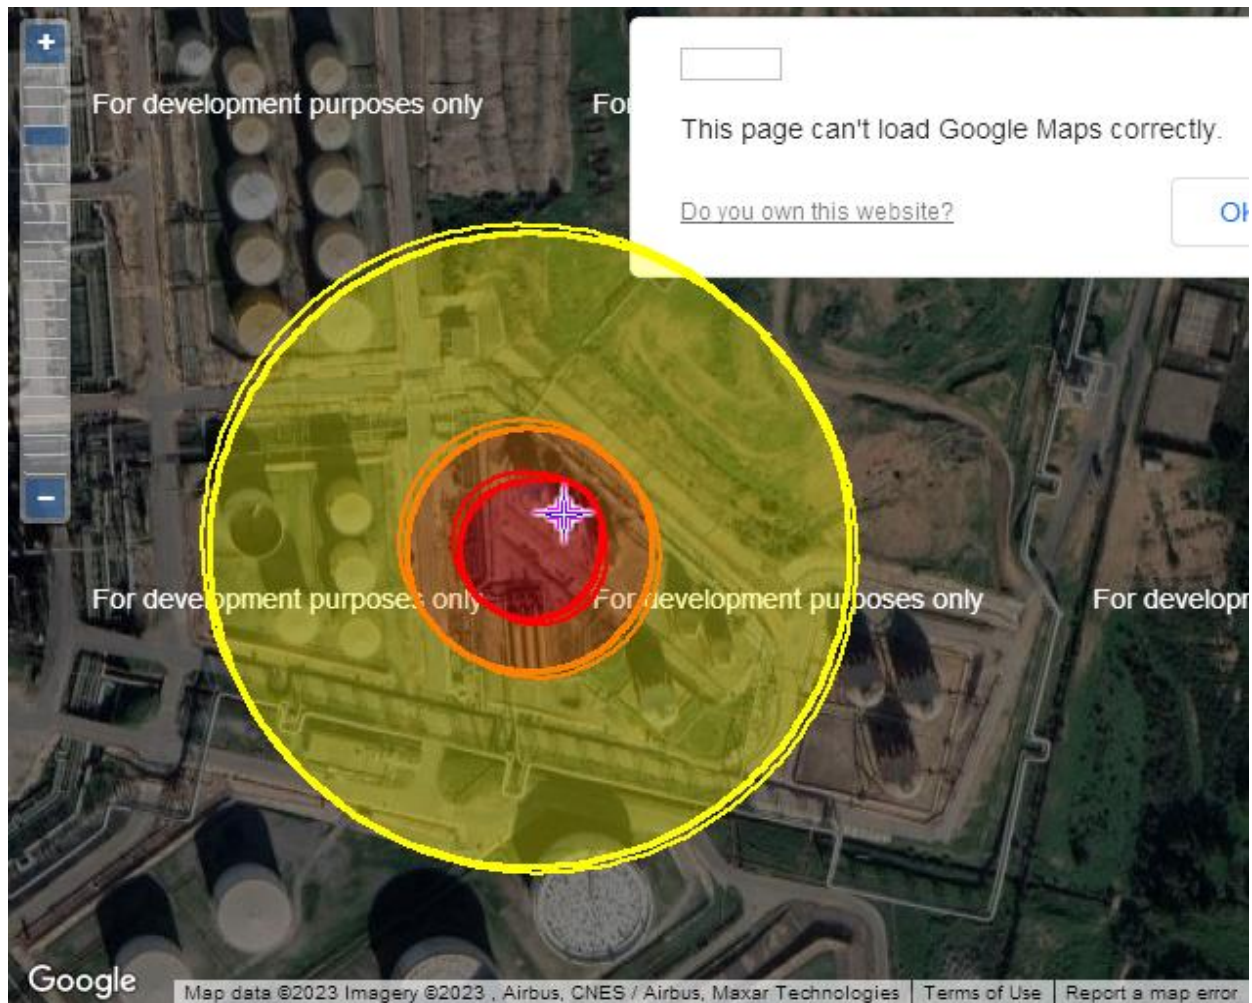 +
For development purposes only
For
This page can't load Google Maps correctly.
Do you own this website?
OK
−
For development purposes only
For development purposes only
For developm
Google
Map data ©2023 Imagery ©2023 , Airbus, CNES / Airbus, Maxar Technologies
Terms of Use
Report a map error